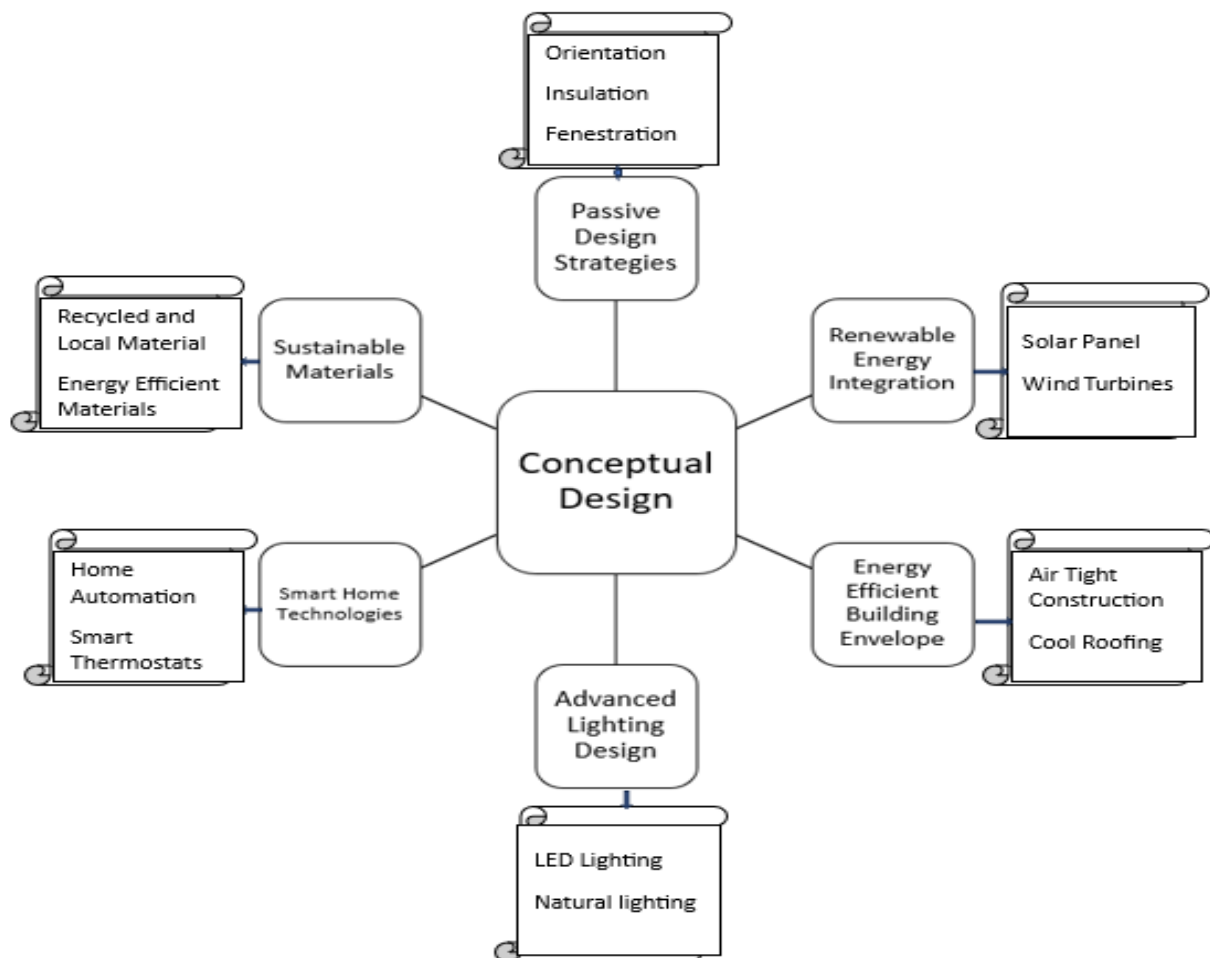 Orientation
Insulation
Fenestration
Passive
Design
Strategies
Recycled and
Local Material
Energy Efficient
Materials
Sustainable
Materials
Renewable
Energy
Integration
Solar Panel
Wind Turbines
Conceptual
Design
Home
Automation
Smart
Thermostats
Smart Home
Technologies
Energy
Efficient
Building
Envelope
Air Tight
Construction
Cool Roofing
Advanced
Lighting
Design
LED Lighting
Natural lighting